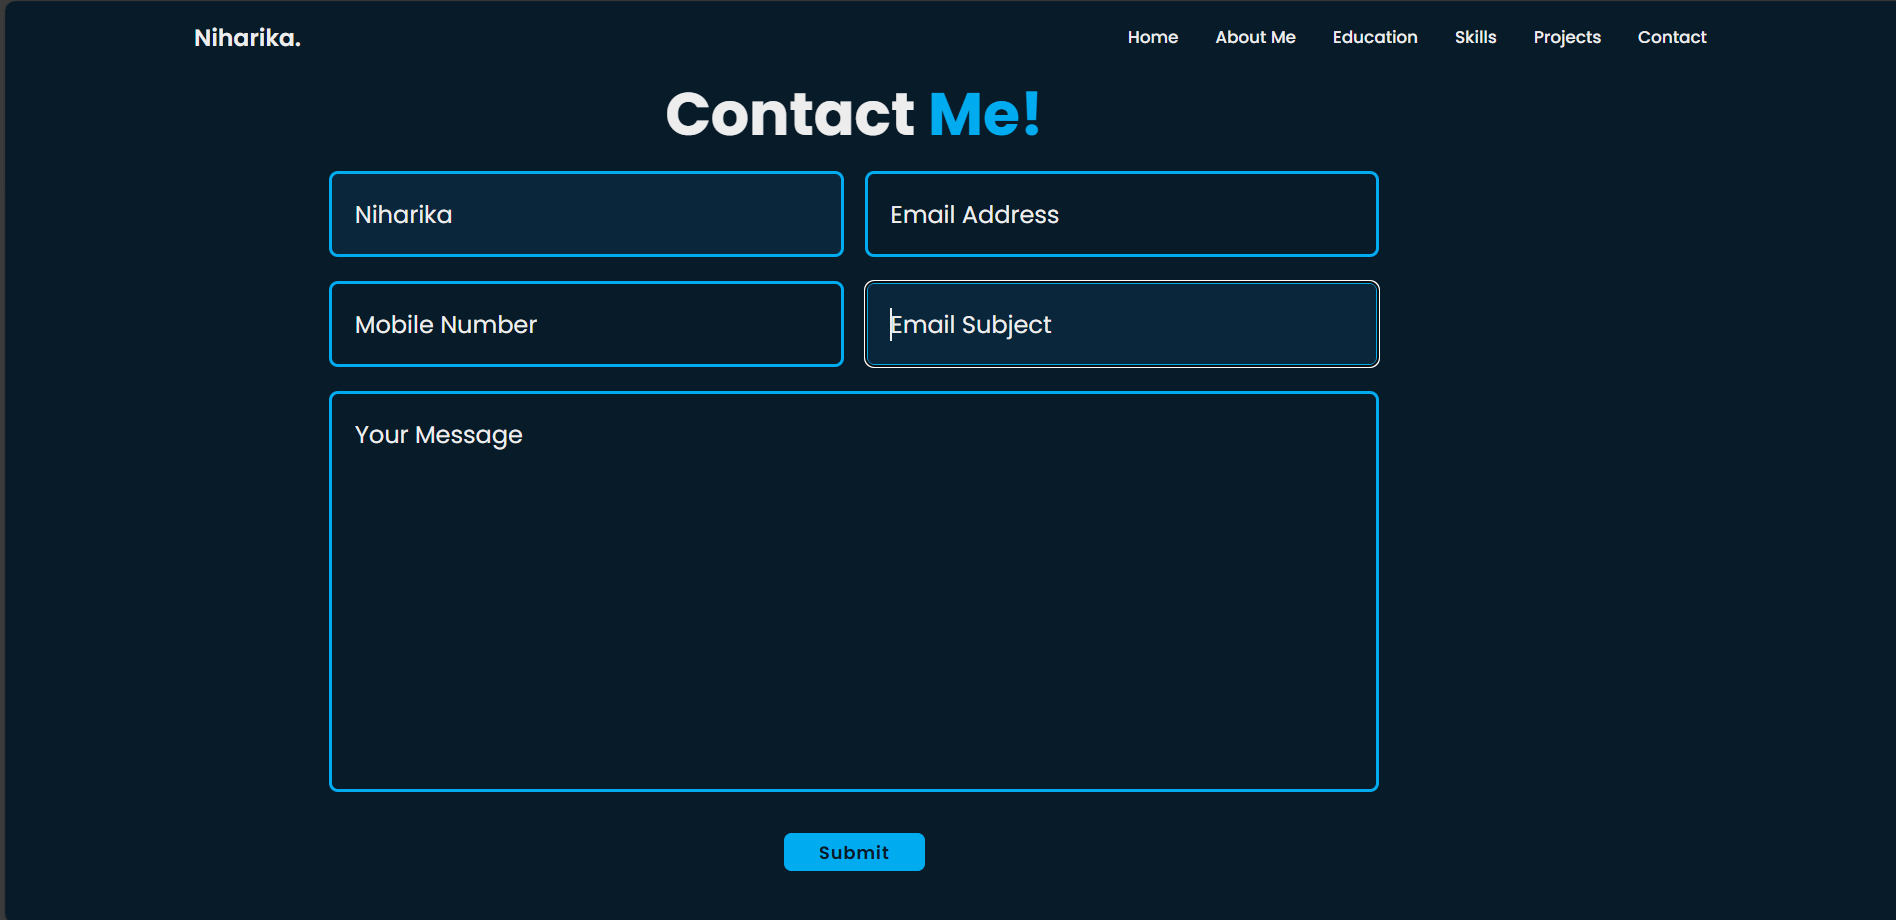 Niharika.
Home About Me Education Skills Projects Contact
Contact Me!
Niharika
Email Address
Mobile Number
Email Subject
Your Message
Submit